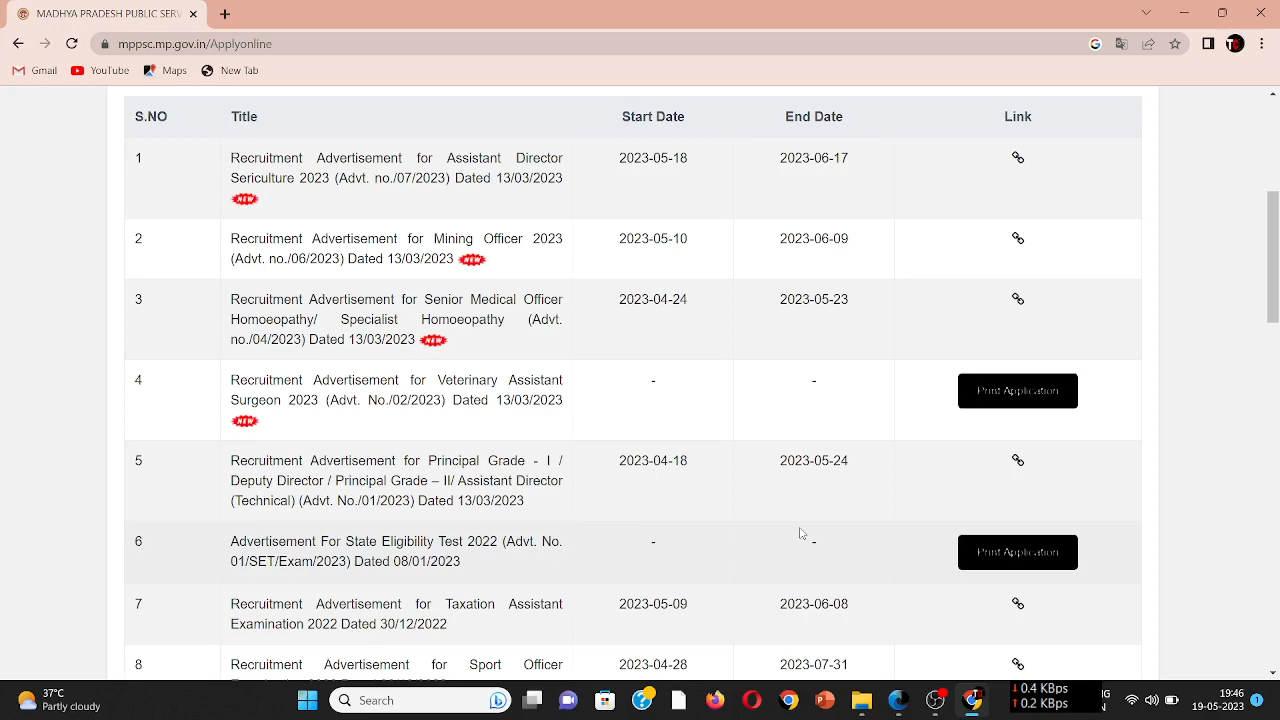 MADHYA PRADESH PUBLIC SERV
mppsc.mp.gov.in/Applyonline
Gmail YouTube Maps New Tab
S.NO Title Start Date End Date Link
1 Recruitment Advertisement for Assistant Director 2023-05-18 2023-06-17
Sericulture 2023 (Advt. no./07/2023) Dated 13/03/2023
NEW
2 Recruitment Advertisement for Mining Officer 2023 2023-05-10 2023-06-09
(Advt. no./06/2023) Dated 13/03/2023 NEW
3 Recruitment Advertisement for Senior Medical Officer 2023-04-24 2023-05-23
Homoeopathy/ Specialist Homoeopathy (Advt.
no./04/2023) Dated 13/03/2023 NEW
4 Recruitment Advertisement for Veterinary Assistant - - Print Application
Surgeon / (Advt. No./02/2023) Dated 13/03/2023
NEW
5 Recruitment Advertisement for Principal Grade - I / 2023-04-18 2023-05-24
Deputy Director / Principal Grade – II/ Assistant Director
(Technical) (Advt. No./01/2023) Dated 13/03/2023
6 Advertisement For State Eligibility Test 2022 (Advt. No. - - Print Application
01/SET/Exam/2023) Dated 08/01/2023
7 Recruitment Advertisement for Taxation Assistant 2023-05-09 2023-06-08
Examination 2022 Dated 30/12/2022
8 Recruitment Advertisement for Sport Officer 2023-04-28 2023-07-31
37°C
Partly cloudy
Search
0.4 KBps
0.2 KBps
19:46
19-05-2023
1